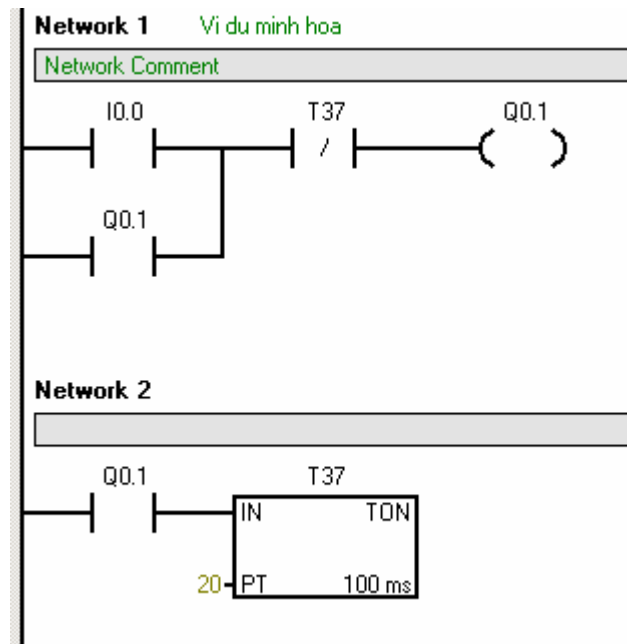 Network 1 Vi du minh hoa
Network Comment
I0.0 T37 Q0.1
/
Q0.1
Network 2
Q0.1 T37
IN TON
20 PT 100 ms